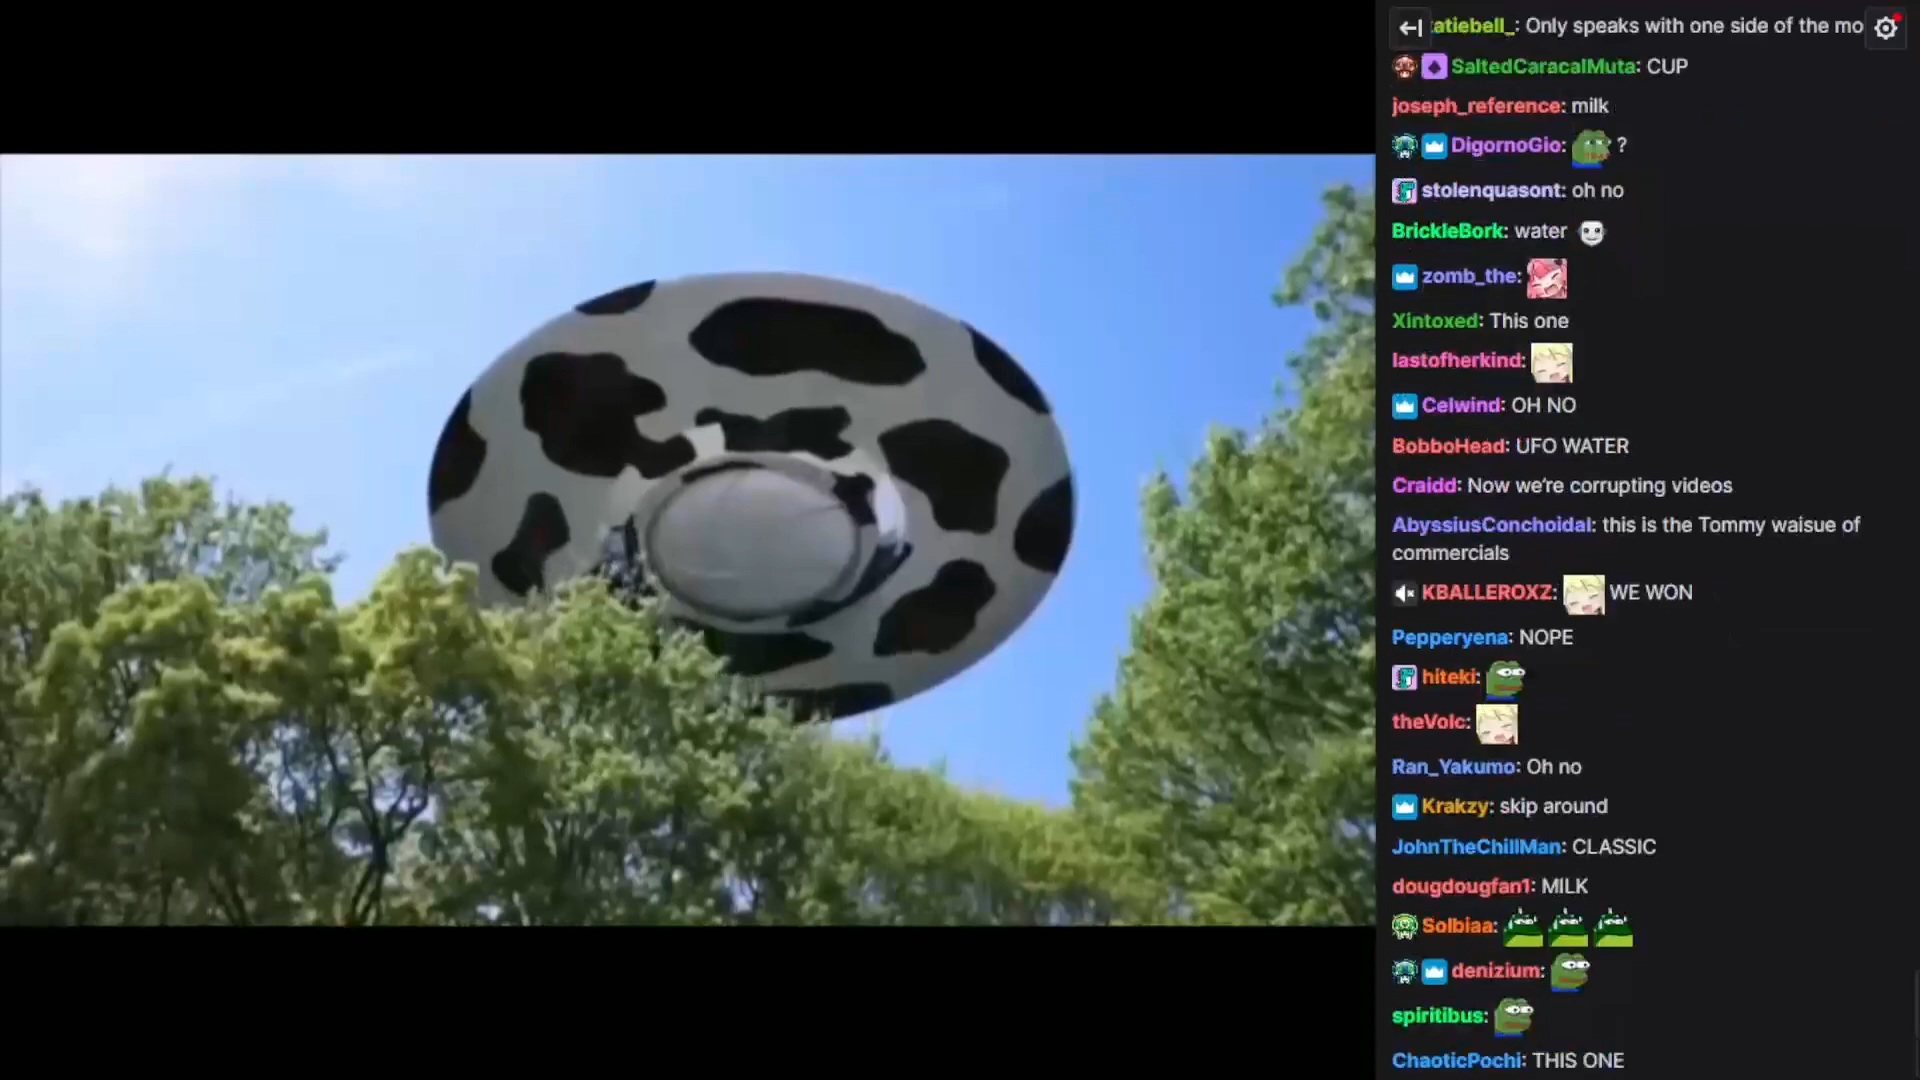 atiebell_: Only speaks with one side of the mo
SaltedCaracalMuta: CUP
joseph_reference: milk
DigornoGio: ?
stolenquasont: oh no
BrickleBork: water
zomb_the:
Xintoxed: This one
lastofherkind:
Celwind: OH NO
BobboHead: UFO WATER
Craidd: Now we're corrupting videos
AbyssiusConchoidal: this is the Tommy waisue of
commercials
KBALLEROXZ: WE WON
Pepperyena: NOPE
hiteki:
theVolc:
Ran_Yakumo: Oh no
Krakzy: skip around
JohnTheChillMan: CLASSIC
dougdougfan1: MILK
Solbiaa:
denizium:
spiritibus:
ChaoticPochi: THIS ONE